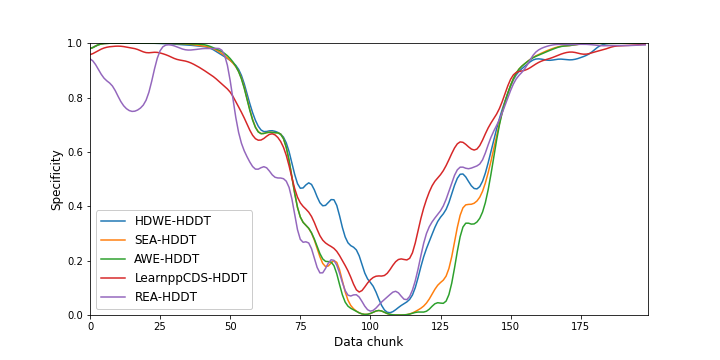 1.0
0.8
0.6
0.4
0.2
0.0
Specificity
HDWE-HDDT
SEA-HDDT
AWE-HDDT
LearnppCDS-HDDT
REA-HDDT
0 25 50 75 100 125 150 175
Data chunk